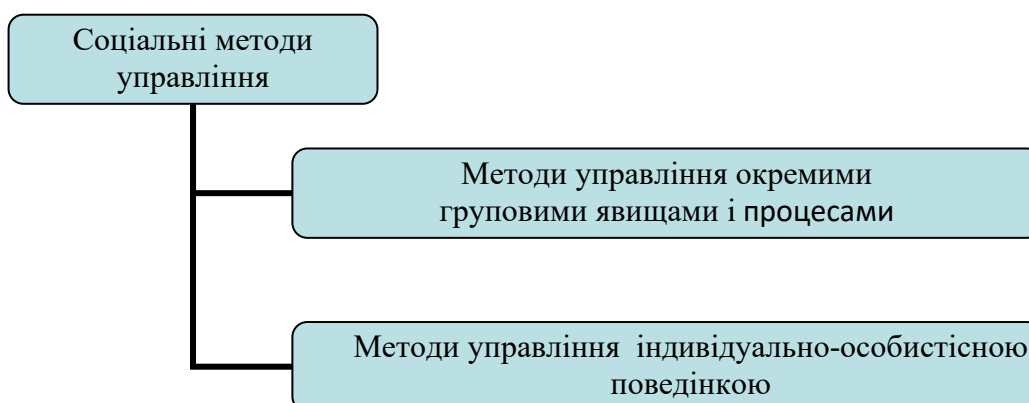 Соціальні методи
управління
Методи управління окремими
груповими явищами і процесами
Методи управління індивідуально-особистісною
поведінкою